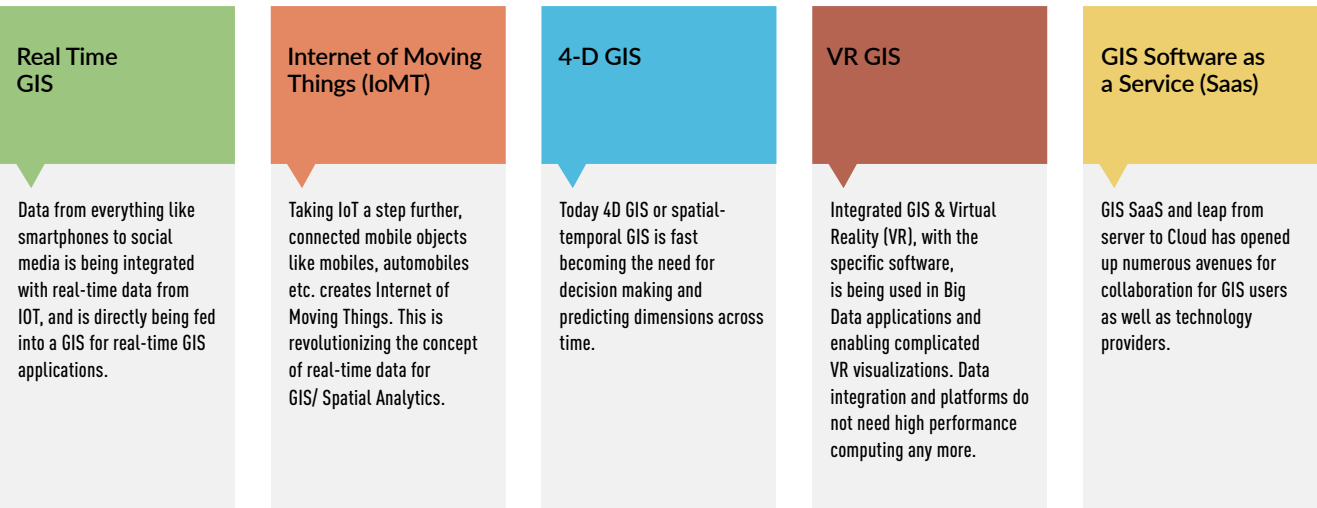 Real Time
GIS
Data from everything like
smartphones to social
media is being integrated
with real-time data from
IOT, and is directly being fed
into a GIS for real-time GIS
applications.
Internet of Moving
Things (IoMT)
Taking IoT a step further,
connected mobile objects
like mobiles, automobiles
etc. creates Internet of
Moving Things. This is
revolutionizing the concept
of real-time data for
GIS/ Spatial Analytics.
4-D GIS
Today 4D GIS or spatial-
temporal GIS is fast
becoming the need for
decision making and
predicting dimensions across
time.
VR GIS
Integrated GIS & Virtual
Reality (VR), with the
specific software,
is being used in Big
Data applications and
enabling complicated
VR visualizations. Data
integration and platforms do
not need high performance
computing any more.
GIS Software as
a Service (Saas)
GIS SaaS and leap from
server to Cloud has opened
up numerous avenues for
collaboration for GIS users
as well as technology
providers.